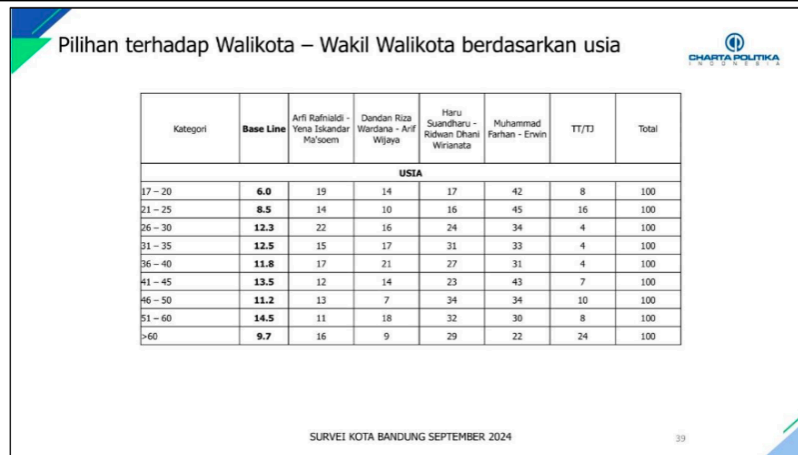 Pilihan terhadap Walikota – Wakil Walikota berdasarkan usia
CHARTA POLITIKA
INDONESIA
Kategori Base Line Arfi Rafnialdi - Yena Iskandar Ma'soem Dandan Riza Wardana - Arif Wijaya Haru Suandharu - Ridwan Dhani Wirianata Muhammad Farhan - Erwin TT/TJ Total
USIA
17 – 20 6.0 19 14 17 42 8 100
21 – 25 8.5 14 10 16 45 16 100
26 – 30 12.3 22 16 24 34 4 100
31 – 35 12.5 15 17 31 33 4 100
36 – 40 11.8 17 21 27 31 4 100
41 – 45 13.5 12 14 23 43 7 100
46 – 50 11.2 13 7 34 34 10 100
51 – 60 14.5 11 18 32 30 8 100
>60 9.7 16 9 29 22 24 100
SURVEI KOTA BANDUNG SEPTEMBER 2024
39